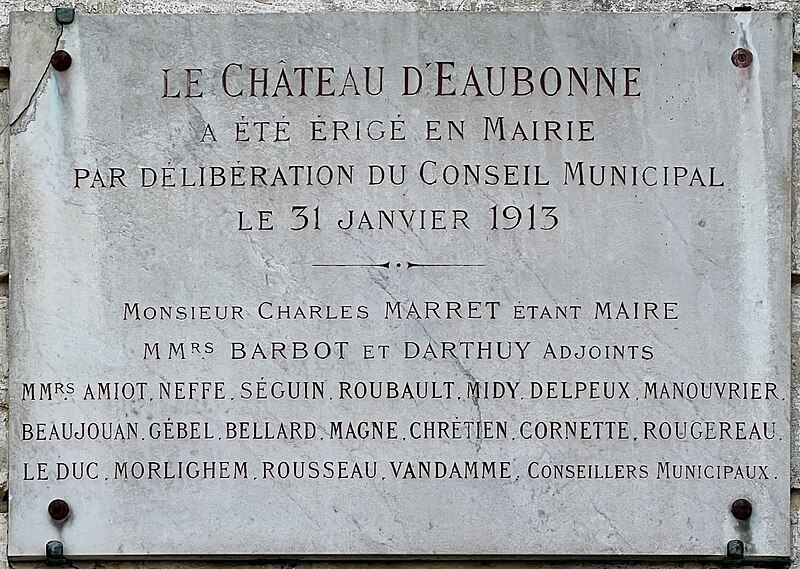 LE CHÂTEAU D'EAUBONNE
A ÉTÉ ÉRIGÉ EN MAIRIE
PAR DÉLIBÉRATION DU CONSEIL MUNICIPAL
LE 31 JANVIER 1913
MONSIEUR CHARLES MARRET ÉTANT MAIRE
MMRS BARBOT ET DARTHUY ADJOINTS
MMRS AMIOT, NEFFE, SÉGUIN, ROUBAULT, MIDY, DELPEUX, MANOUVRIER,
BEAUJOUAN, GÉBEL, BELLARD, MAGNE, CHRÉTIEN, CORNETTE, ROUGEREAU,
LE DUC, MORLIGHEM, ROUSSEAU, VANDAMME, CONSEILLERS MUNICIPAUX.